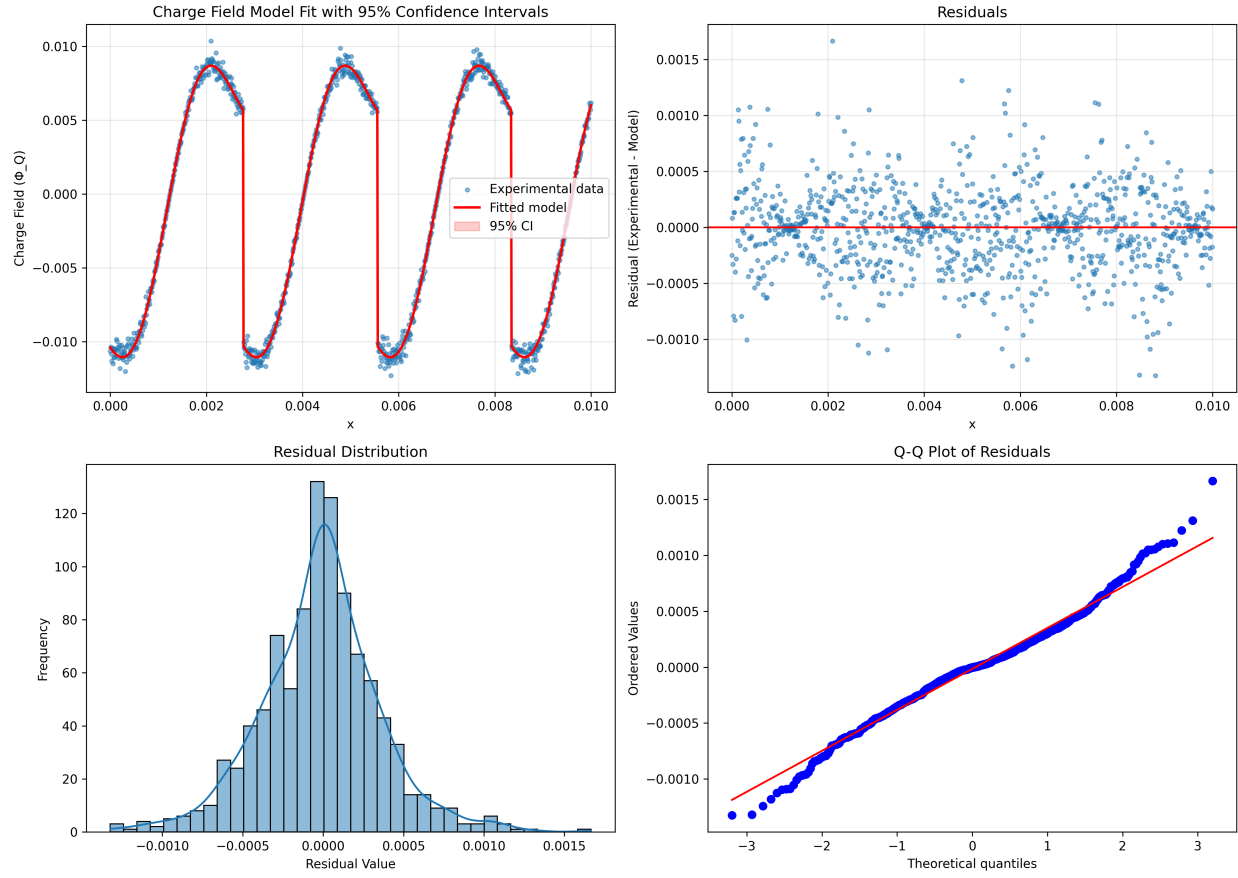 Charge Field Model Fit with 95% Confidence Intervals
Charge Field (Φ_Q)
0.010
0.005
0.000
−0.005
−0.010
Experimental data
Fitted model
95% CI
0.000 0.002 0.004 0.006 0.008 0.010
x
Residuals
Residual (Experimental - Model)
0.0015
0.0010
0.0005
0.0000
−0.0005
−0.0010
0.000 0.002 0.004 0.006 0.008 0.010
x
Residual Distribution
Frequency
120
100
80
60
40
20
0
−0.0010 −0.0005 0.0000 0.0005 0.0010 0.0015
Residual Value
Q-Q Plot of Residuals
Ordered Values
0.0015
0.0010
0.0005
0.0000
−0.0005
−0.0010
−3 −2 −1 0 1 2 3
Theoretical quantiles